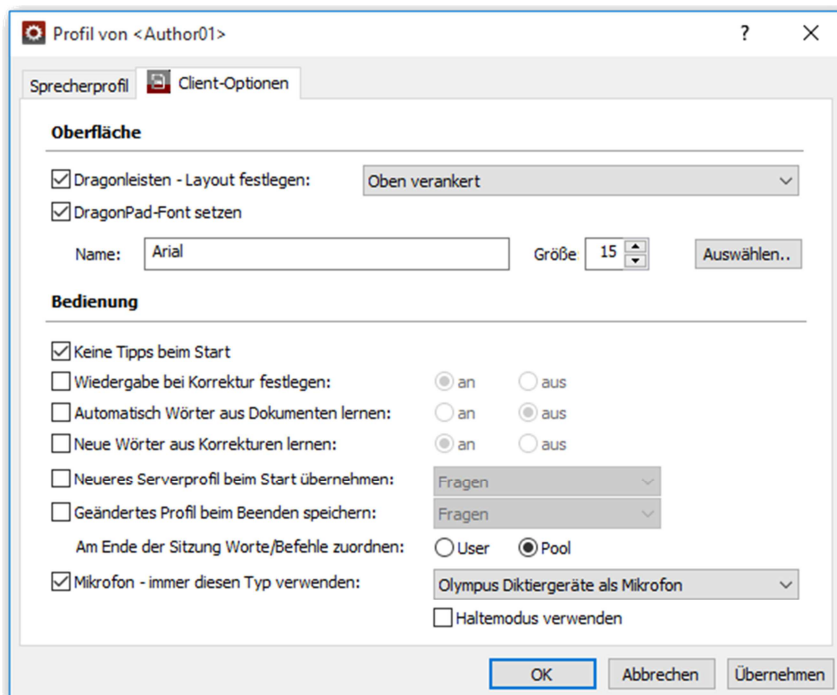 Profil von <Author01>
Sprecherprofil Client-Optionen
Oberfläche
Dragonleisten - Layout festlegen: Oben verankert
DragonPad-Font setzen
Name: Arial Größe 15 Auswählen..
Bedienung
Keine Tipps beim Start
Wiedergabe bei Korrektur festlegen: an aus
Automatisch Wörter aus Dokumenten lernen: an aus
Neue Wörter aus Korrekturen lernen: an aus
Neueres Serverprofil beim Start übernehmen: Fragen
Geändertes Profil beim Beenden speichern: Fragen
Am Ende der Sitzung Worte/Befehle zuordnen: User Pool
Mikrofon - immer diesen Typ verwenden: Olympus Diktiergeräte als Mikrofon
Haltemodus verwenden
OK Abbrechen Übernehmen